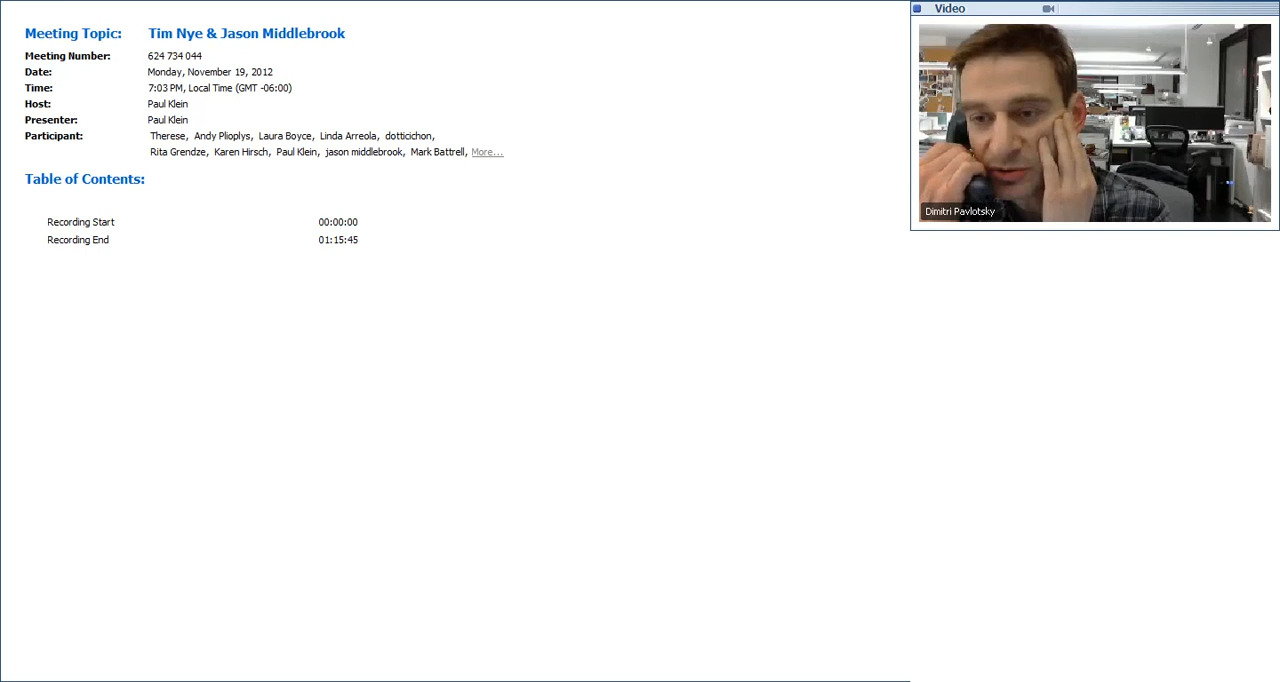 Meeting Topic: Tim Nye & Jason Middlebrook
Meeting Number: 624 734 044
Date: Monday, November 19, 2012
Time: 7:03 PM, Local Time (GMT -06:00)
Host: Paul Klein
Presenter: Paul Klein
Participant: Therese, Andy Plioplys, Laura Boyce, Linda Arreola, dotticichon,
Rita Grendze, Karen Hirsch, Paul Klein, jason middlebrook, Mark Battrell, More...
Table of Contents:
Recording Start 00:00:00
Recording End 01:15:45
Video
Dimitri Pavlotsky